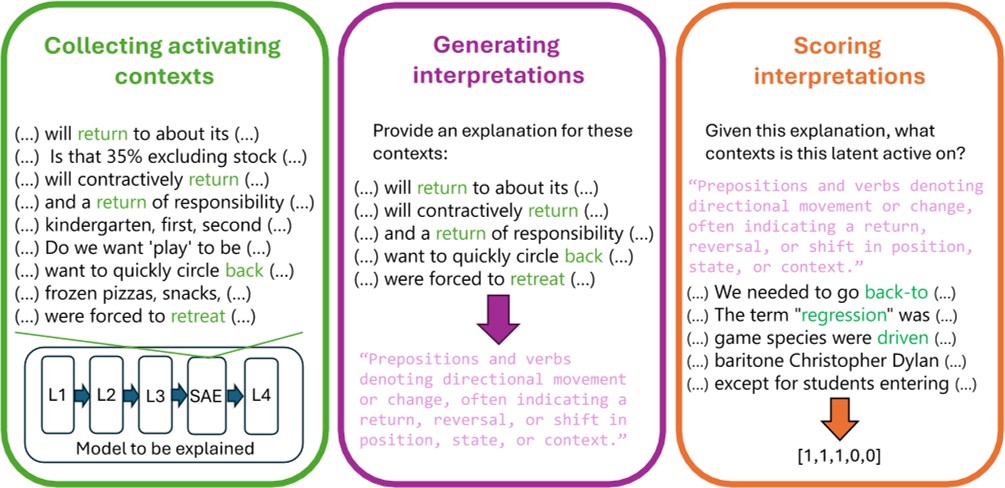 Collecting activating
contexts
(...) will return to about its (...)
(...) Is that 35% excluding stock (...)
(...) will contractively return (...)
(...) and a return of responsibility (...)
(...) kindergarten, first, second (...)
(...) Do we want 'play' to be (...)
(...) want to quickly circle back (...)
(...) frozen pizzas, snacks, (...)
(...) were forced to retreat (...)
L1
L2
L3
SAE
L4
Model to be explained
Generating
interpretations
Provide an explanation for these
contexts:
(...) will return to about its (...)
(...) will contractively return (...)
(...) and a return of responsibility (...)
(...) want to quickly circle back (...)
(...) were forced to retreat (...)
“Prepositions and verbs
denoting directional movement
or change, often indicating a
return, reversal, or shift in
position, state, or context.”
Scoring
interpretations
Given this explanation, what
contexts is this latent active on?
“Prepositions and verbs denoting
directional movement or change,
often indicating a return,
reversal, or shift in position,
state, or context.”
(...) We needed to go back-to (...)
(...) The term "regression" was (...)
(...) game species were driven (...)
(...) baritone Christopher Dylan (...)
(...) except for students entering (...)
[1,1,1,0,0]